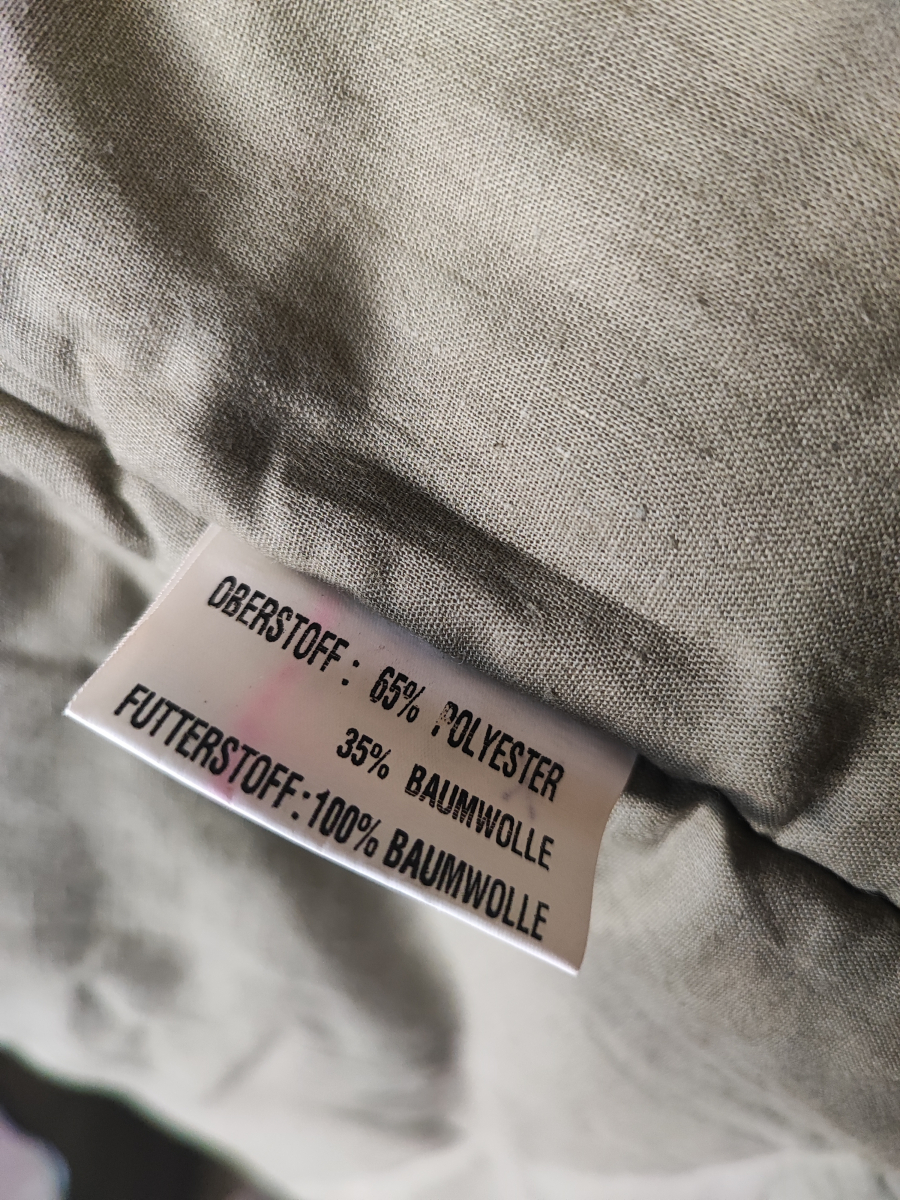 OBERSTOFF: 65% POLYESTER
35% BAUMWOLLE
FUTTERSTOFF:100% BAUMWOLLE